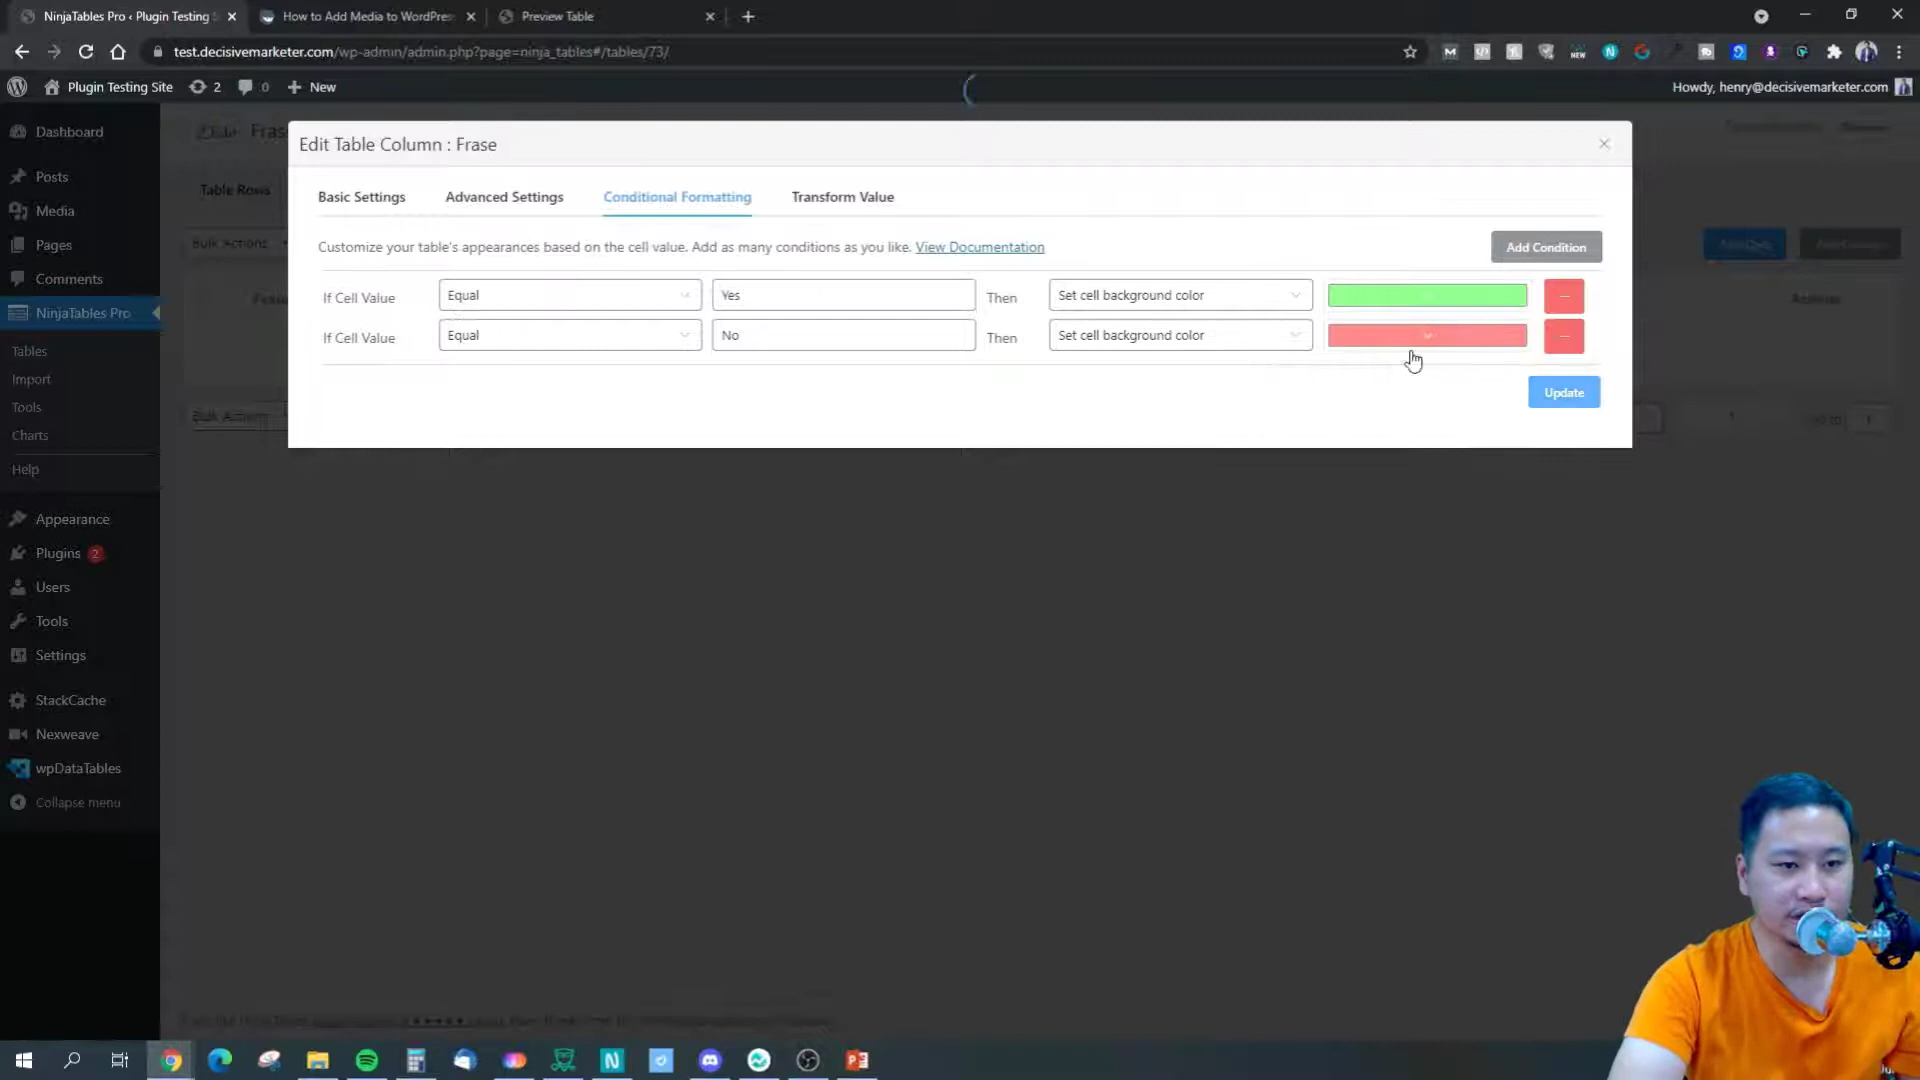 NinjaTables Pro ‹ Plugin Testing
How to Add Media to WordPres
Preview Table
test.decisivemarketer.com/wp-admin/admin.php?page=ninja_tables#/tables/73/
Plugin Testing Site
2
0
New
Howdy, henry@decisivemarketer.com
Dashboard
Posts
Media
Pages
Comments
NinjaTables Pro
Tables
Import
Tools
Charts
Help
Appearance
Plugins 2
Users
Tools
Settings
StackCache
Nexweave
wpDataTables
Collapse menu
Table Rows
Bulk Actions
Edit Table Column : Frase
Basic Settings
Advanced Settings
Conditional Formatting
Transform Value
Customize your table's appearances based on the cell value. Add as many conditions as you like. View Documentation
Add Condition
If Cell Value
Equal
Yes
Then
Set cell background color
If Cell Value
Equal
No
Then
Set cell background color
Update
Bulk Actions